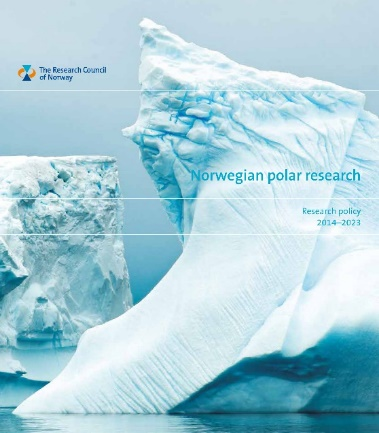 The Research Council
of Norway
Norwegian polar research
Research policy
2014–2023